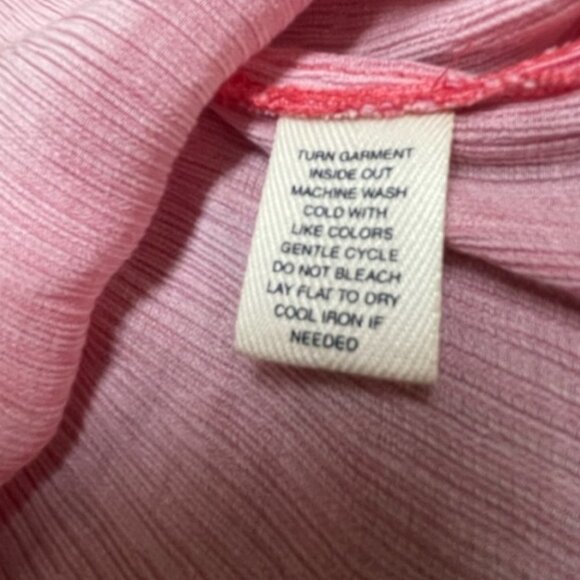 TURN GARMENT
INSIDE OUT
MACHINE WASH
COLD WITH
LIKE COLORS
GENTLE CYCLE
DO NOT BLEACH
LAY FLAT TO DRY
COOL IRON IF
NEEDED